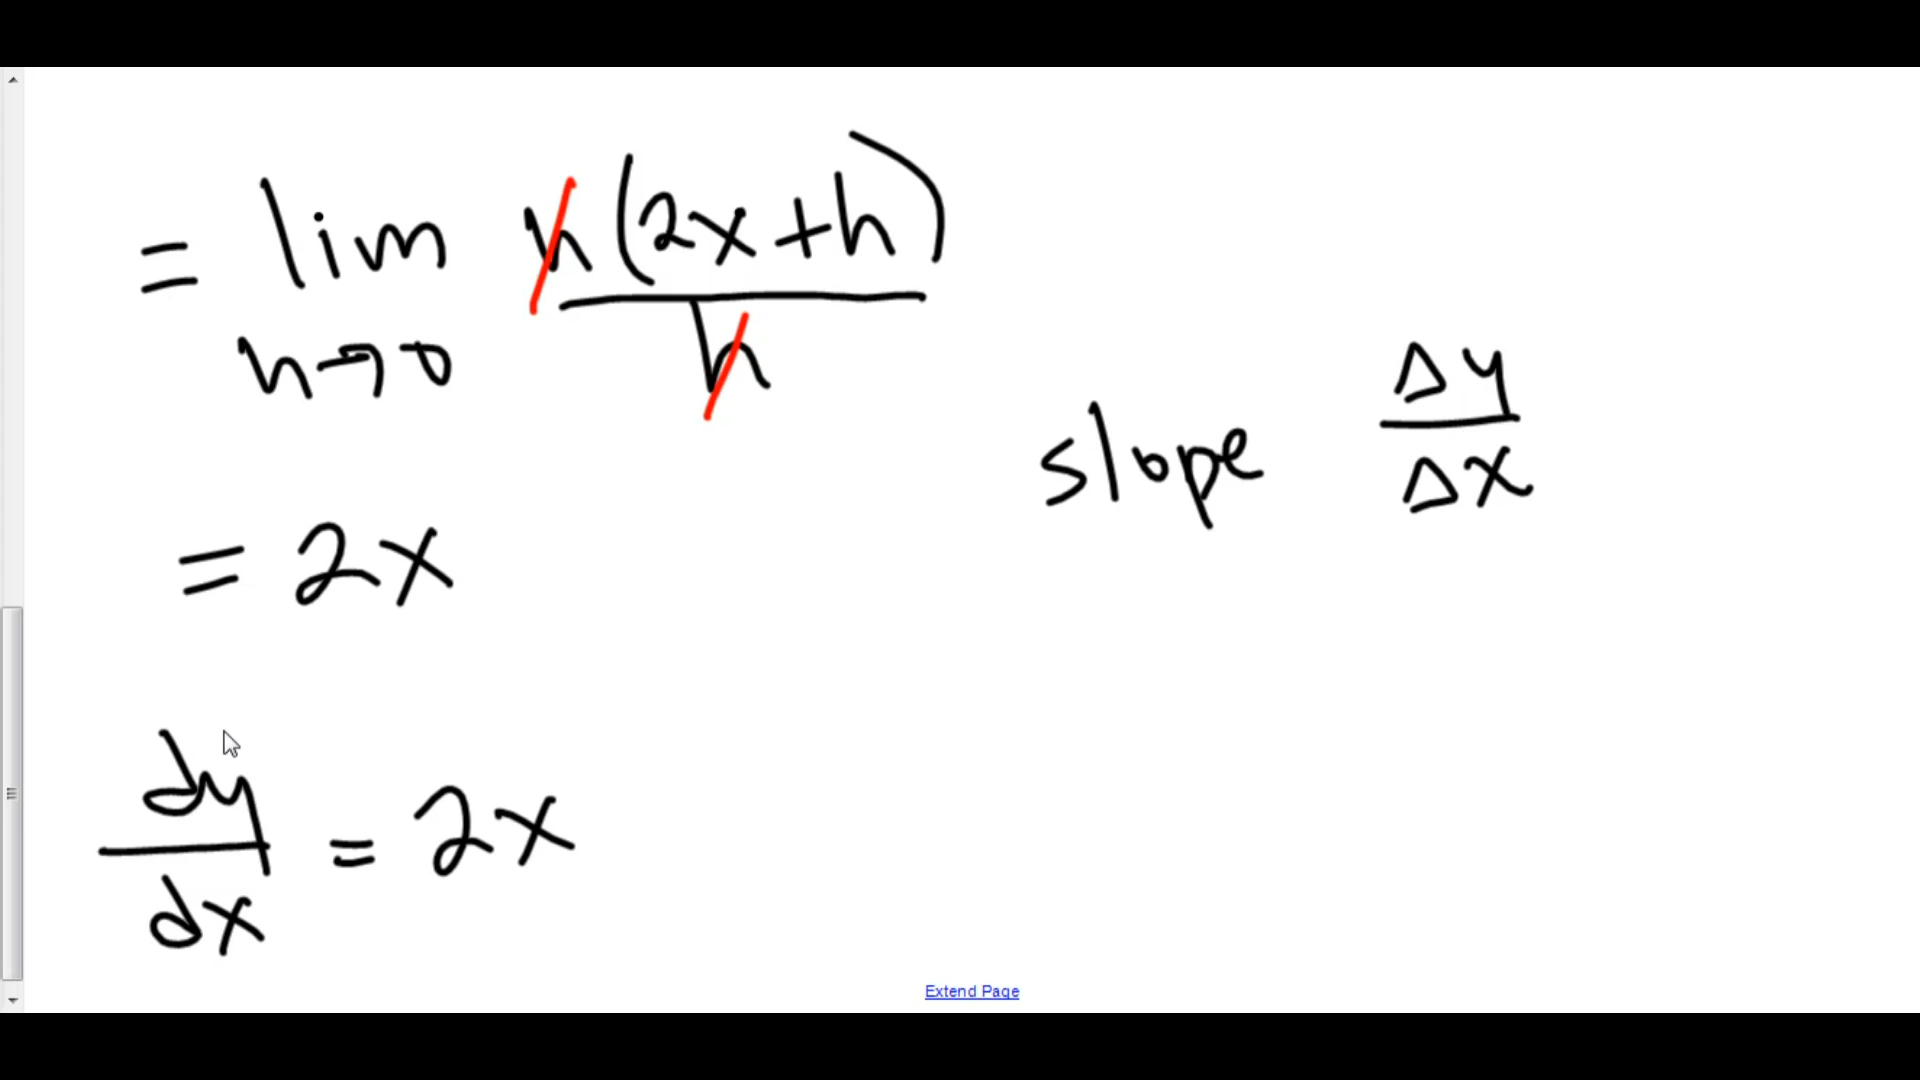 = lim h(2x+h)
h→0 h
slope Δy
Δx
= 2x
dy
= 2x
dx
Extend Page